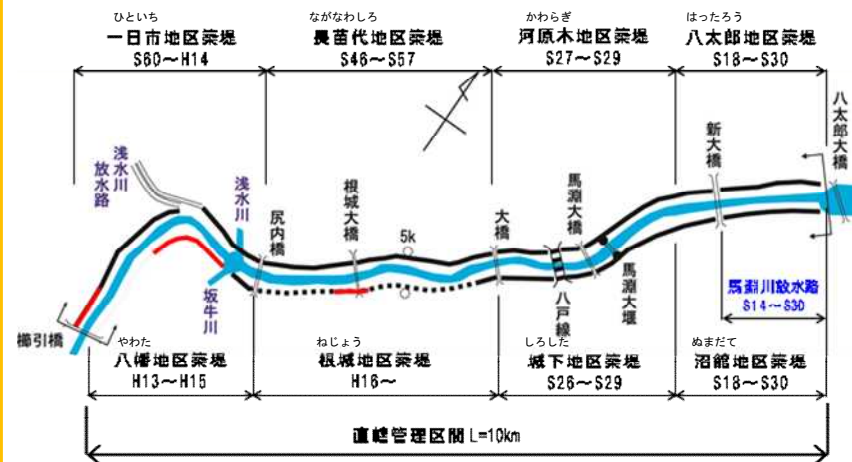 ひといち
一日市地区築堤
S60～H14
ながなわしろ
長苗代地区築堤
S46～S57
かわらぎ
河原木地区築堤
S27～S29
はったろう
八太郎地区築堤
S18～S30
浅水川
放水路
浅水川
尻内橋
根城大橋
5k
大橋
馬淵大橋
新大橋
八太郎大橋
櫛引橋
坂牛川
八戸線
馬淵大堰
馬淵川放水路
S14～S30
やわた
八幡地区築堤
H13～H15
ねじょう
根城地区築堤
H16～
しろした
城下地区築堤
S26～S29
ぬまだて
沼館地区築堤
S18～S30
直轄管理区間 L=10km